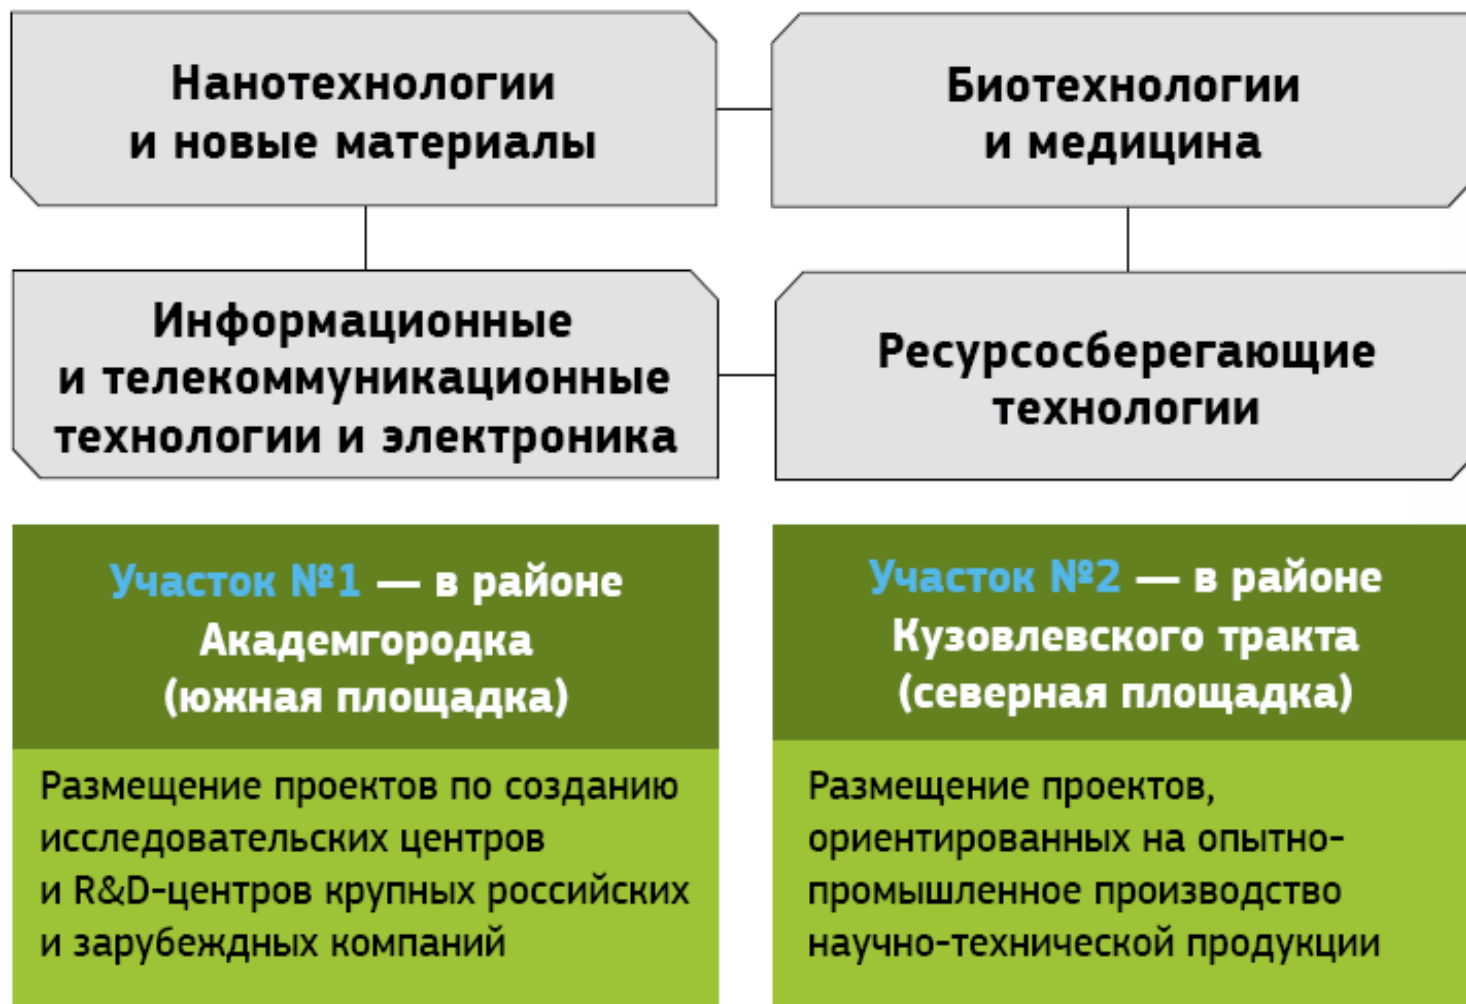 Нанотехнологии
и новые материалы
Биотехнологии
и медицина
Информационные
и телекоммуникационные
технологии и электроника
Ресурсосберегающие
технологии
Участок №1 — в районе
Академгородка
(южная площадка)
Размещение проектов по созданию
исследовательских центров
и R&D-центров крупных российских
и зарубеждных компаний
Участок №2 — в районе
Кузовлевского тракта
(северная площадка)
Размещение проектов,
ориентированных на опытно-
промышленное производство
научно-технической продукции